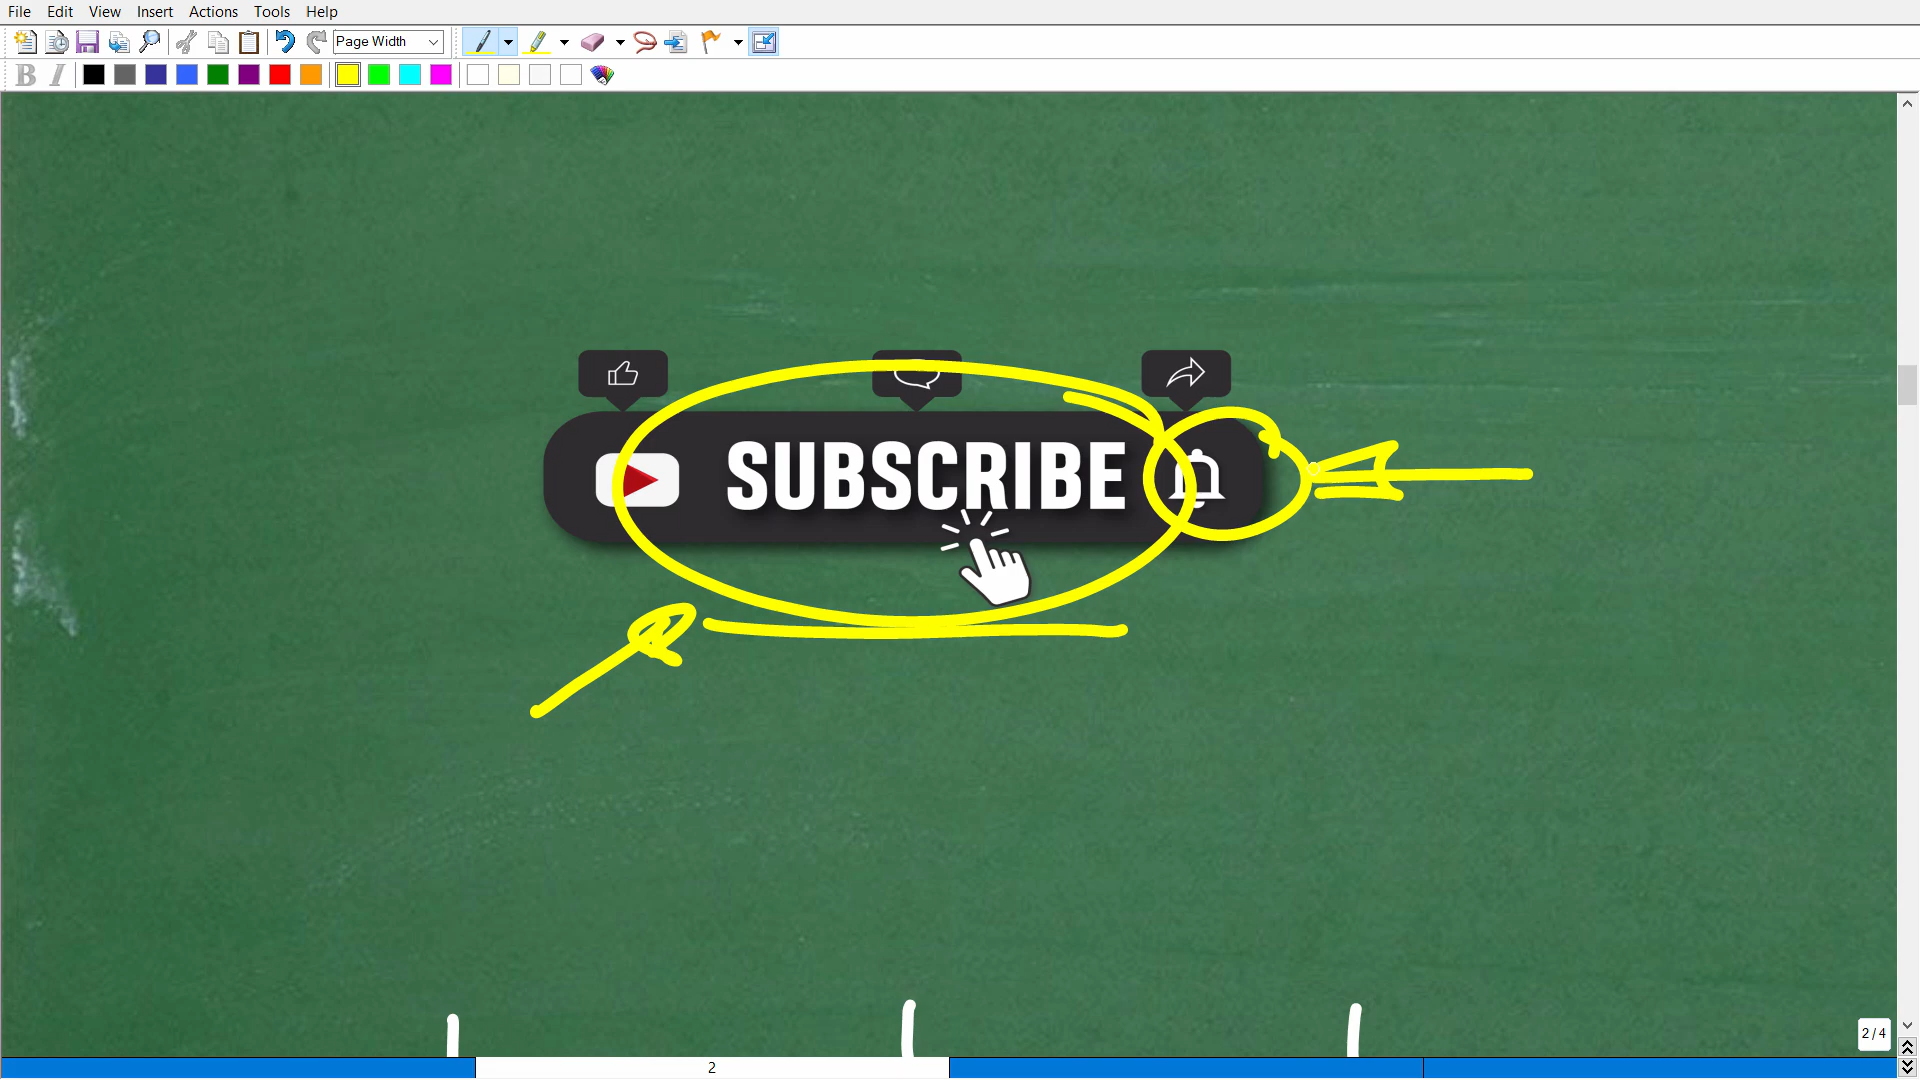 File Edit View Insert Actions Tools Help
Page Width
B I
SUBSCRIBE
2 / 4
2